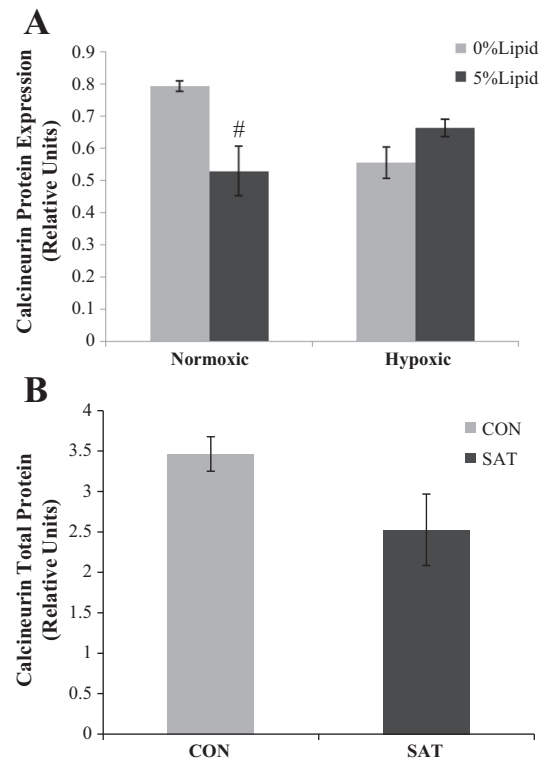 A
Calcineurin Protein Expression
(Relative Units)
0.9
0.8
0.7
0.6
0.5
0.4
0.3
0.2
0.1
0
#
0%Lipid
5%Lipid
Normoxic
Hypoxic
B
Calcineurin Total Protein
(Relative Units)
4
3.5
3
2.5
2
1.5
1
0.5
0
CON
SAT
CON
SAT